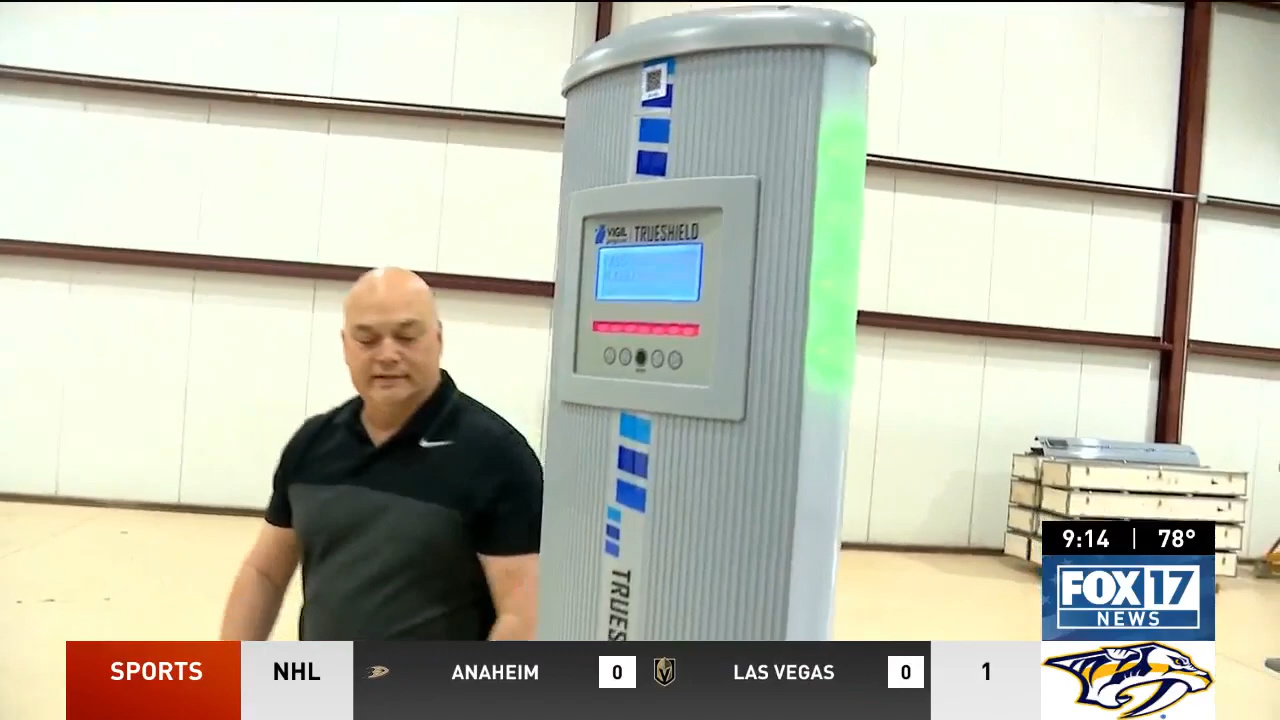 VIGIL | TRUESHIELD
TRUES
9:14 | 78°
FOX 17
NEWS
SPORTS
NHL
ANAHEIM 0
LAS VEGAS 0
1